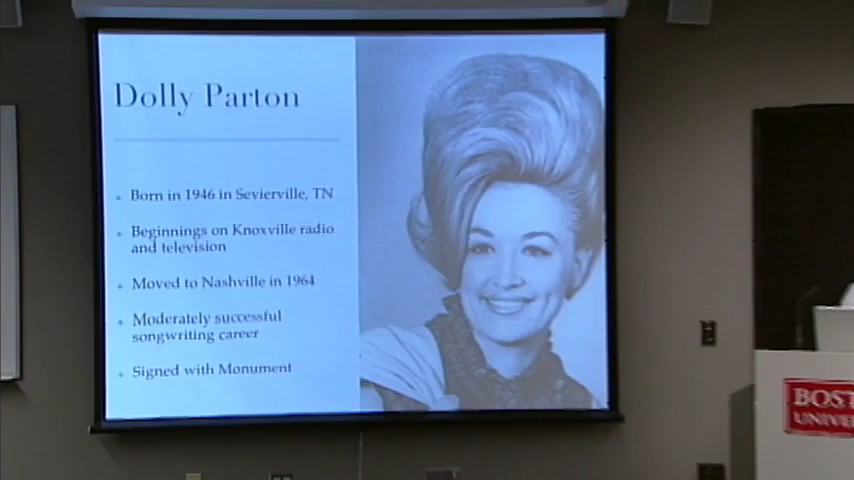 Dolly Parton
Born in 1946 in Sevierville, TN
Beginnings on Knoxville radio
and television
Moved to Nashville in 1964
Moderately successful
songwriting career
Signed with Monument
BOST
UNIVE